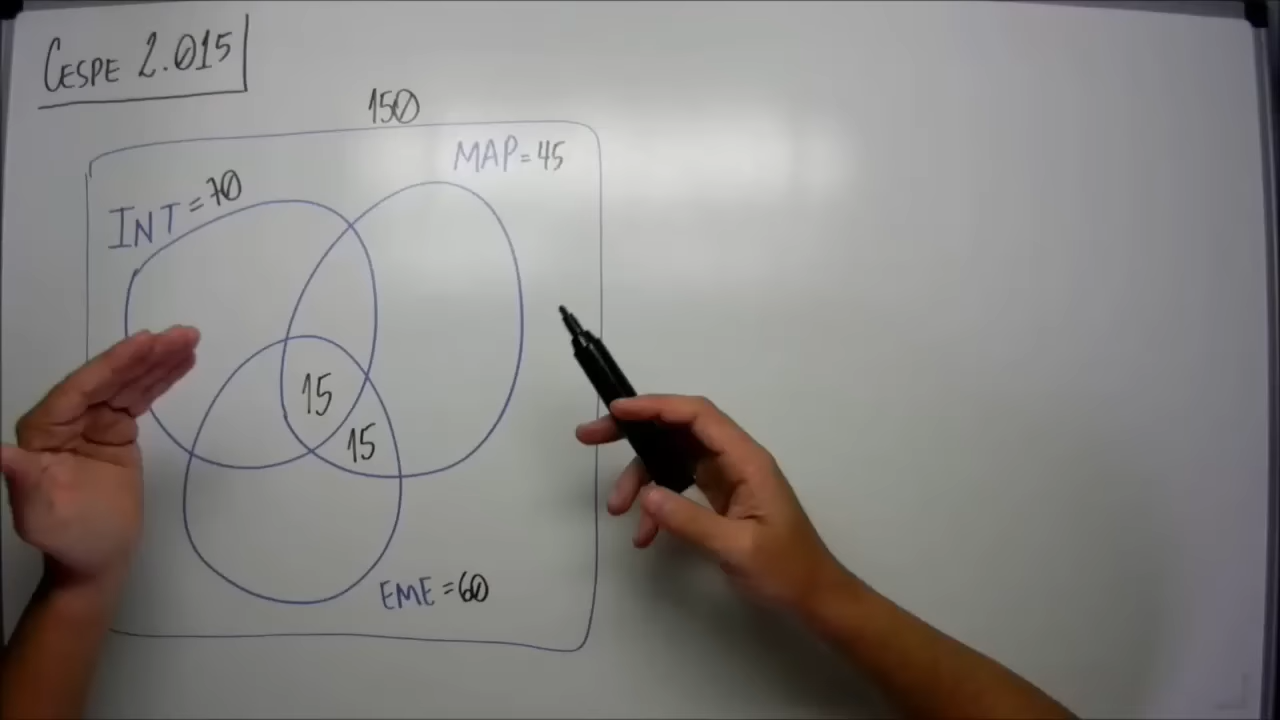 CESPE 2.015
150
MAP = 45
INT = 70
15
15
EME = 60